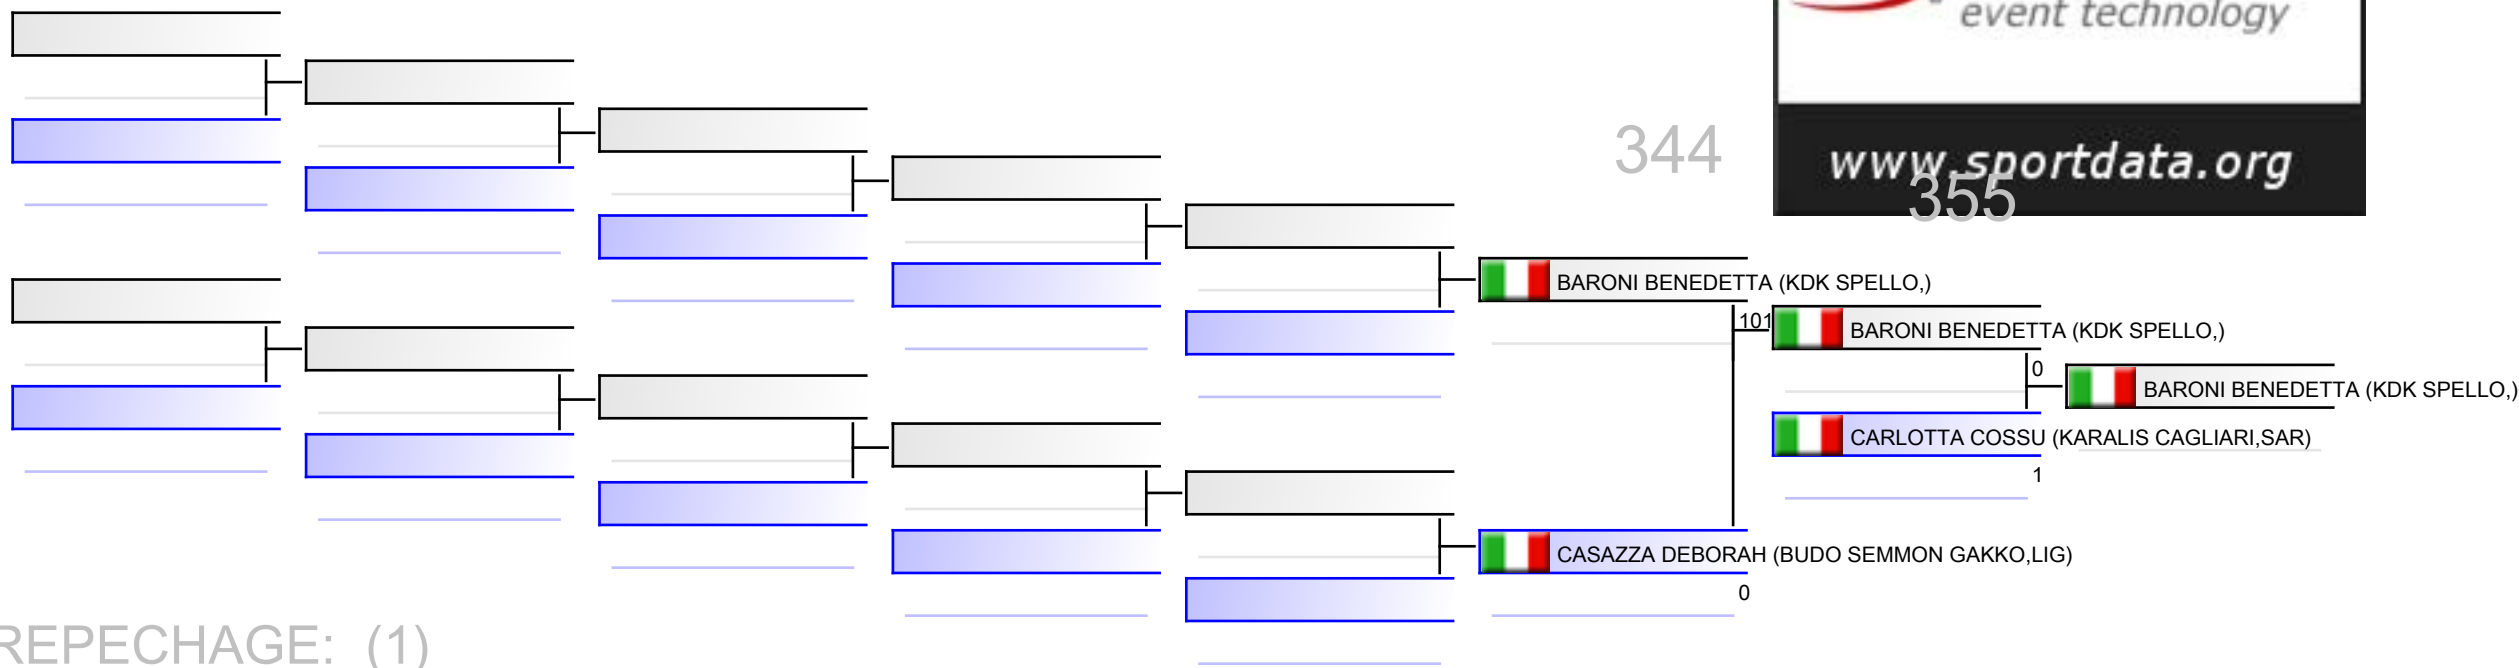 event technology
344
www.sportdata.org
355
BARONI BENEDETTA (KDK SPELLO,)
101
BARONI BENEDETTA (KDK SPELLO,)
0
BARONI BENEDETTA (KDK SPELLO,)
CARLOTTA COSSU (KARALIS CAGLIARI,SAR)
1
CASAZZA DEBORAH (BUDO SEMMON GAKKO,LIG)
0
REPECHAGE: (1)